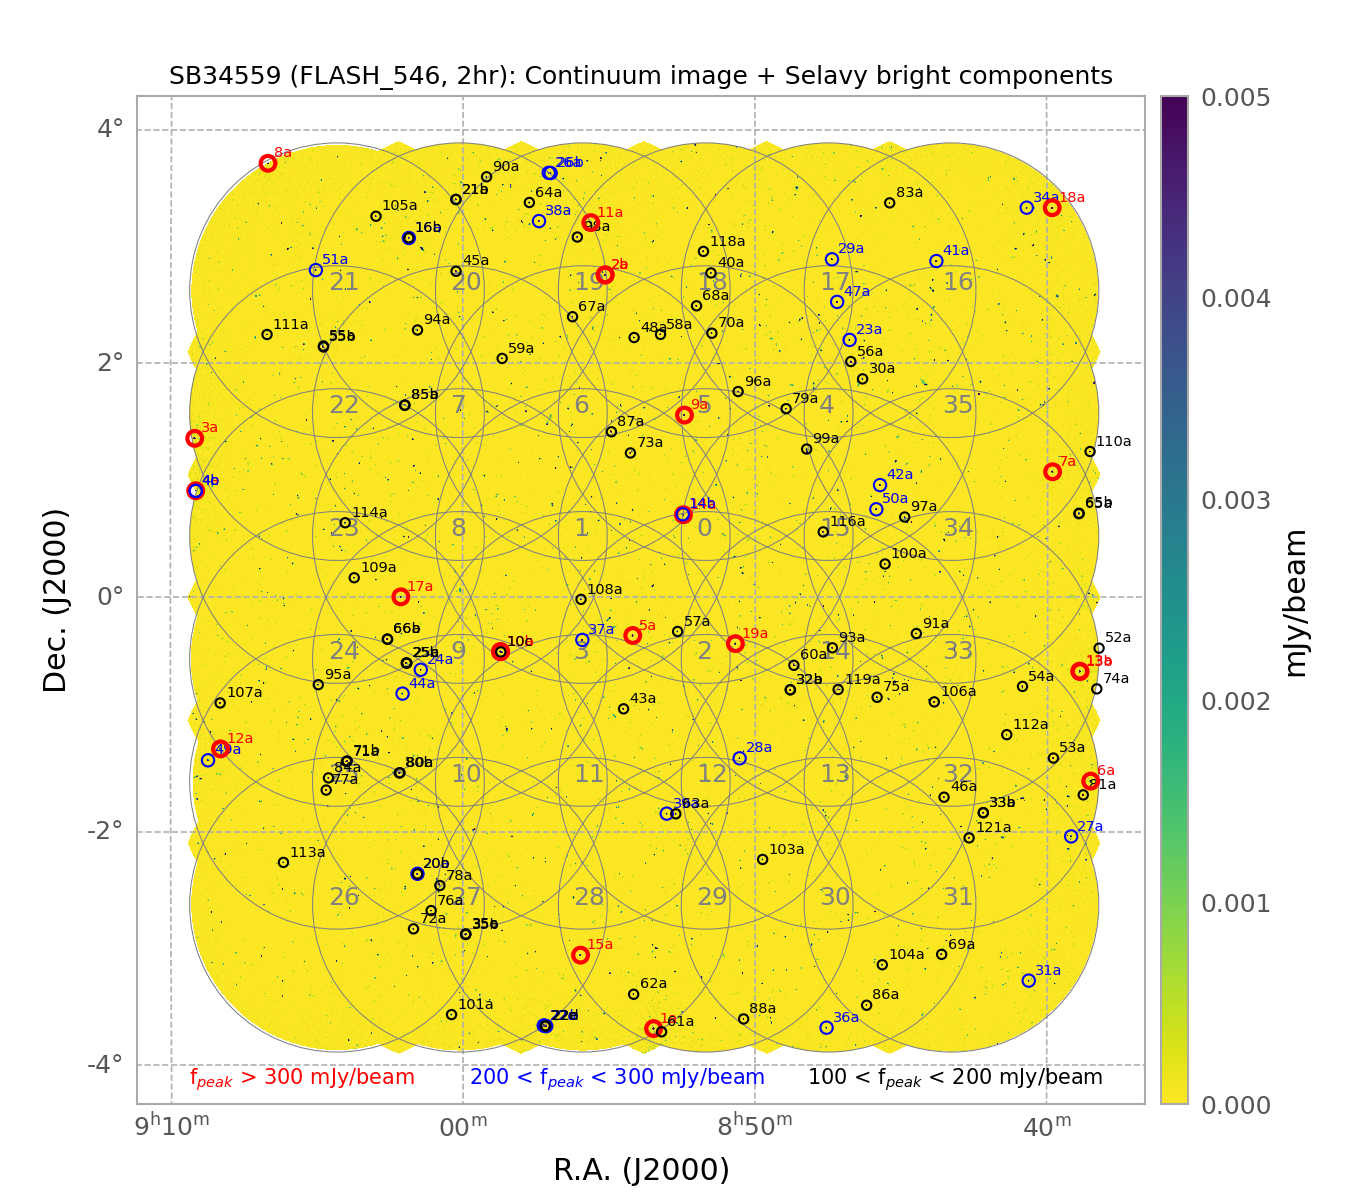 SB34559 (FLASH_546, 2hr): Continuum image + Selavy bright components
4°
2°
0°
-2°
-4°
Dec. (J2000)
8a
90a
26a
105a
21b
64a
83a
34a
18a
16b
38a
11a
51a
45a
2b
118a
40a
29a
41a
21
20
19
18
17
16
111a
55b
94a
67a
48a
58a
68a
70a
47a
23a
59a
56a
30a
85b
96a
79a
22
7
6
9a
5
4
35
3a
87a
73a
99a
110a
7a
4b
42a
50a
97a
65b
114a
14b
116a
23
8
1
0
15
34
109a
17a
108a
100a
66b
10b
37a
5a
57a
19a
93a
91a
52a
24
25b
24a
9
3
2
60a
14
33
13b
107a
95a
44a
43a
32b
119a
75a
106a
54a
74a
12a
49a
112a
71b
80b
28a
53a
84a
77a
10
11
12
13
32
6a
81a
39a
63a
46a
33b
121a
27a
113a
20b
78a
103a
26
27
28
29
30
31
76a
72a
35b
15a
104a
69a
31a
62a
101a
22b
1a
61a
88a
86a
36a
f_peak > 300 mJy/beam
200 < f_peak < 300 mJy/beam
100 < f_peak < 200 mJy/beam
9h10m
00m
8h50m
40m
R.A. (J2000)
0.005
0.004
0.003
0.002
0.001
0.000
mJy/beam